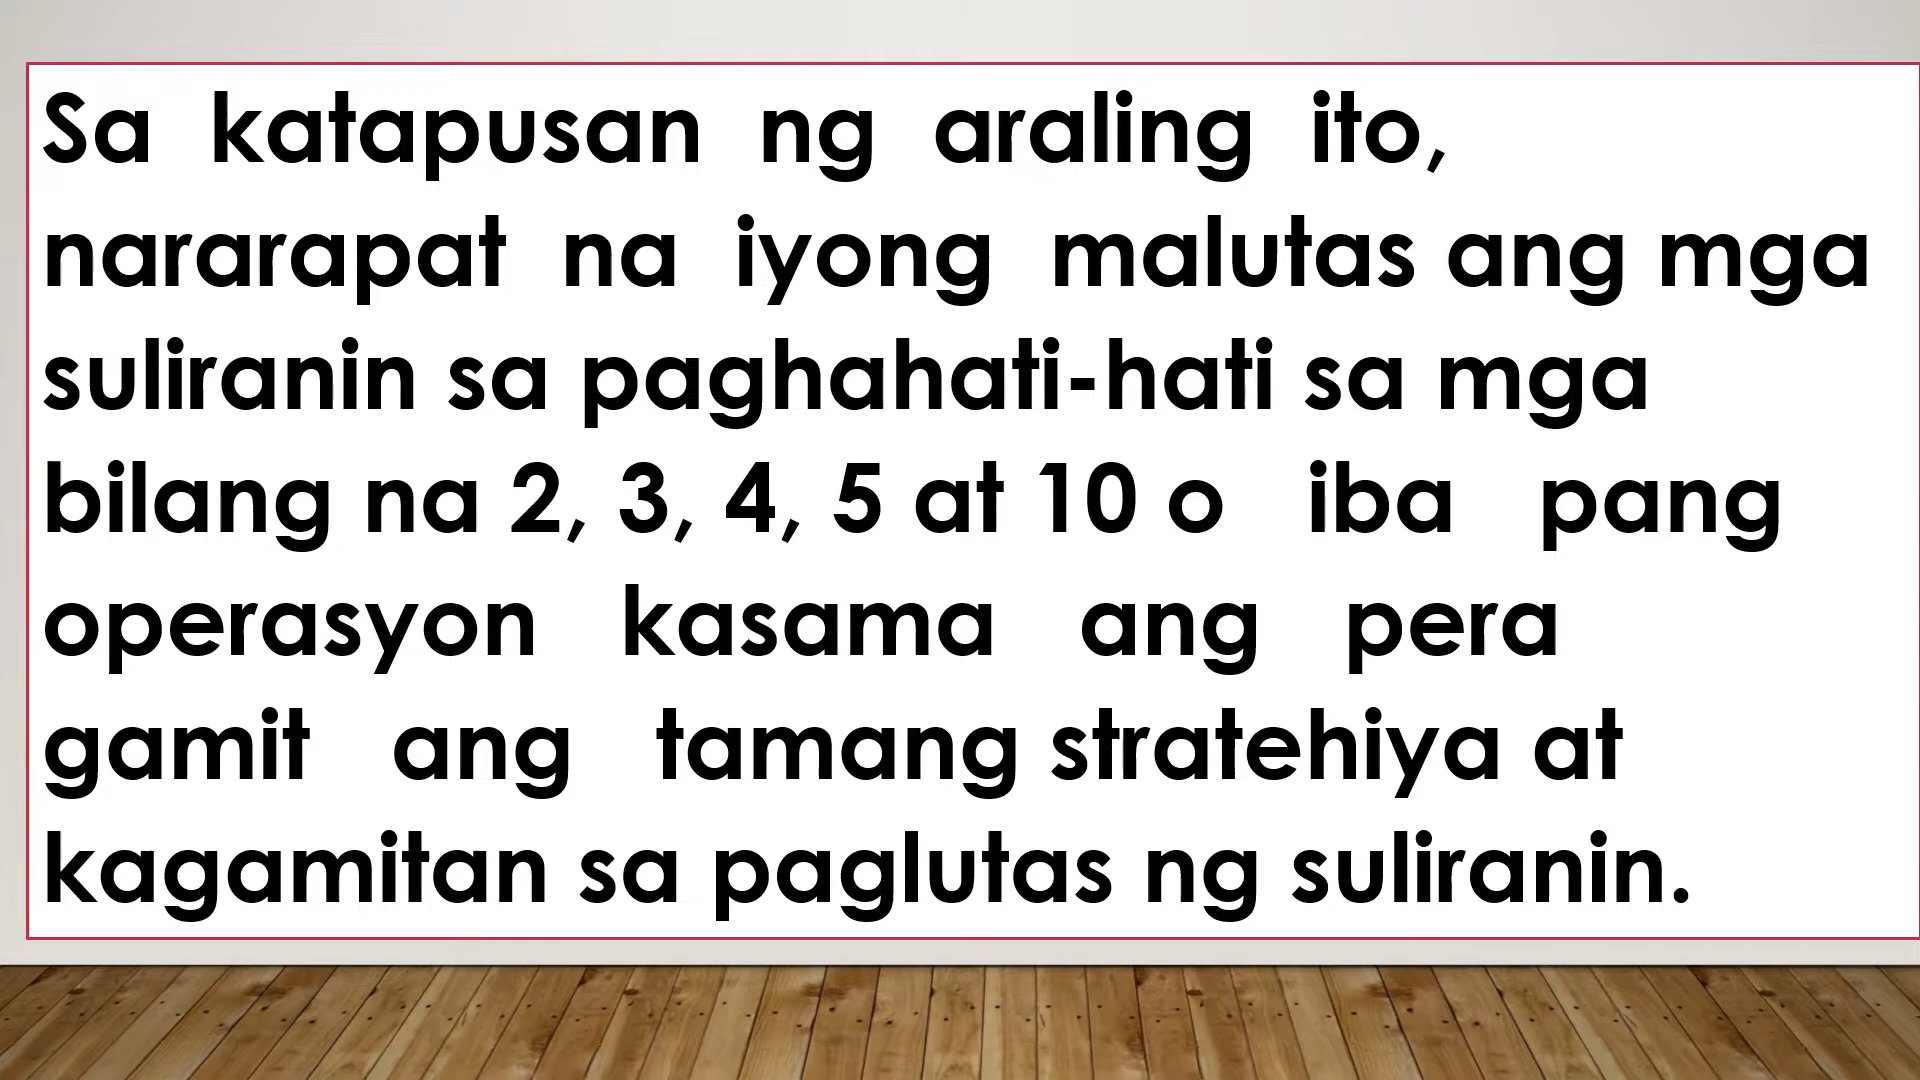 Sa katapusan ng araling ito,
nararapat na iyong malutas ang mga
suliranin sa paghahati-hati sa mga
bilang na 2, 3, 4, 5 at 10 o iba pang
operasyon kasama ang pera
gamit ang tamang stratehiya at
kagamitan sa paglutas ng suliranin.